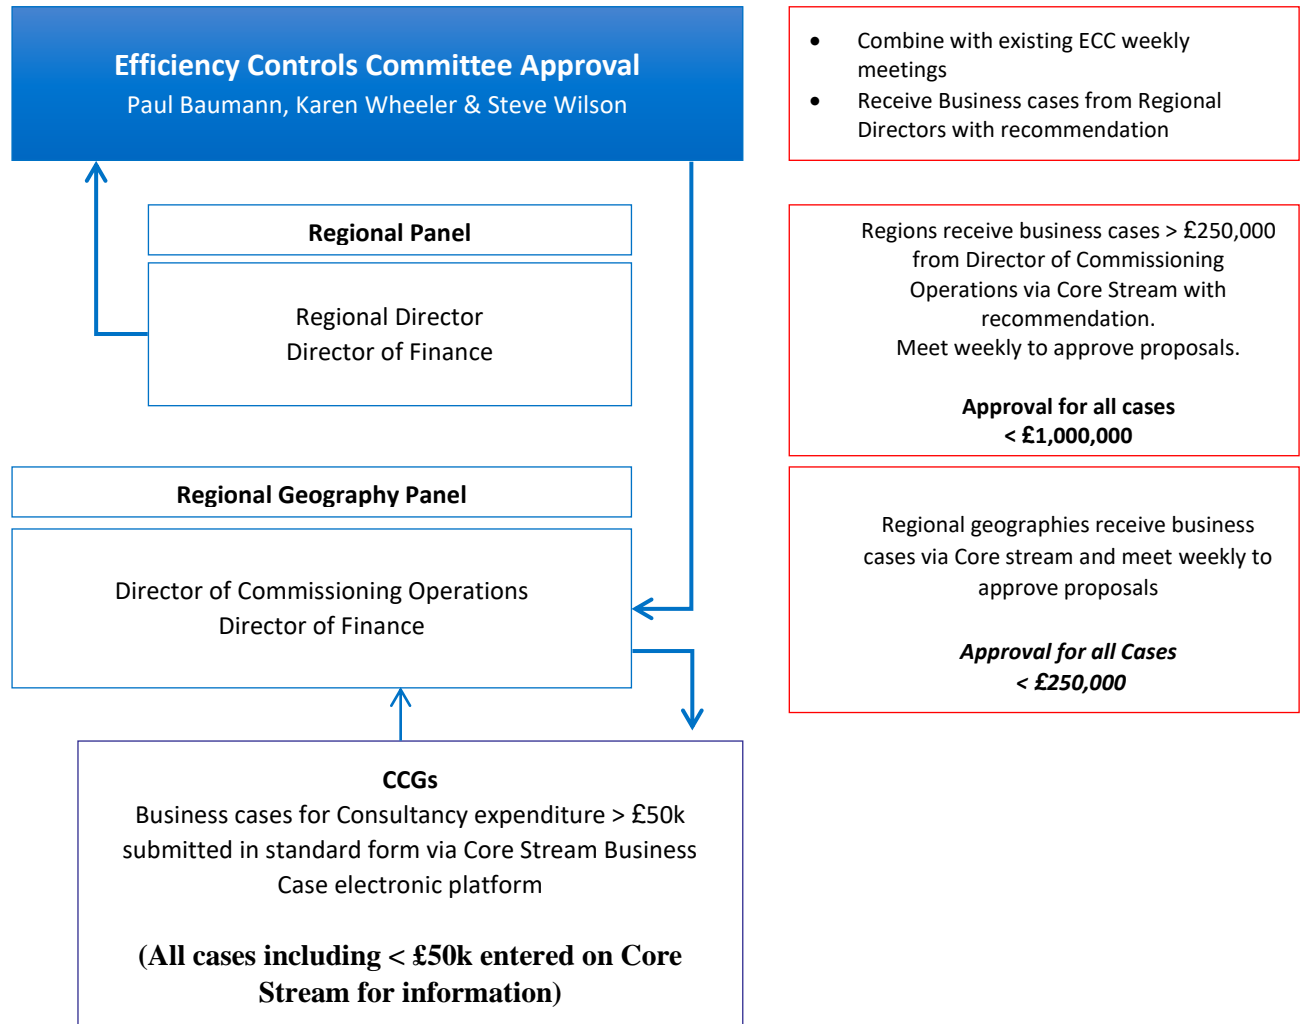 Efficiency Controls Committee Approval
Paul Baumann, Karen Wheeler & Steve Wilson
• Combine with existing ECC weekly
meetings
• Receive Business cases from Regional
Directors with recommendation
Regional Panel
Regional Director
Director of Finance
Regions receive business cases > £250,000
from Director of Commissioning
Operations via Core Stream with
recommendation.
Meet weekly to approve proposals.
Approval for all cases
< £1,000,000
Regional Geography Panel
Director of Commissioning Operations
Director of Finance
Regional geographies receive business
cases via Core stream and meet weekly to
approve proposals
Approval for all Cases
< £250,000
CCGs
Business cases for Consultancy expenditure > £50k
submitted in standard form via Core Stream Business
Case electronic platform
(All cases including < £50k entered on Core
Stream for information)